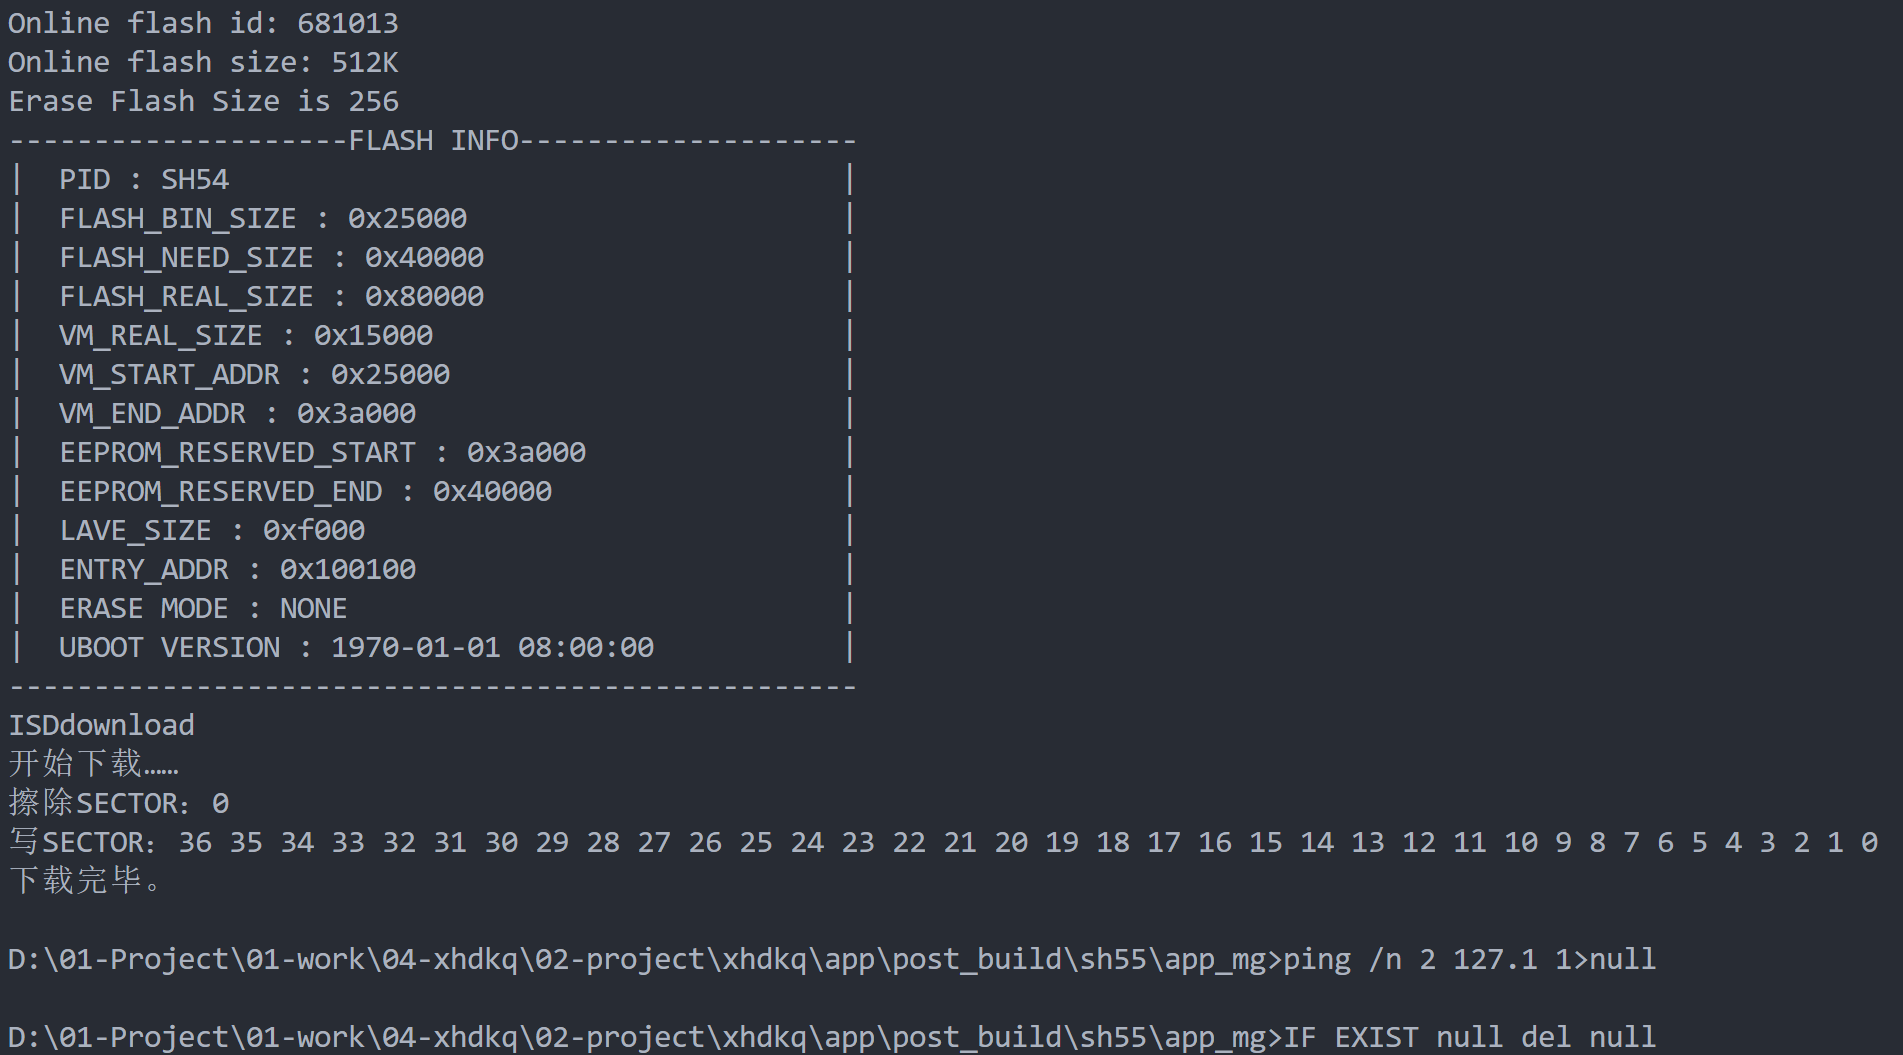 Online flash id: 681013
Online flash size: 512K
Erase Flash Size is 256
--------------------FLASH INFO--------------------
|  PID : SH54                                    |
|  FLASH_BIN_SIZE : 0x25000                      |
|  FLASH_NEED_SIZE : 0x40000                     |
|  FLASH_REAL_SIZE : 0x80000                     |
|  VM_REAL_SIZE : 0x15000                        |
|  VM_START_ADDR : 0x25000                       |
|  VM_END_ADDR : 0x3a000                         |
|  EEPROM_RESERVED_START : 0x3a000               |
|  EEPROM_RESERVED_END : 0x40000                 |
|  LAVE_SIZE : 0xf000                            |
|  ENTRY_ADDR : 0x100100                         |
|  ERASE MODE : NONE                             |
|  UBOOT VERSION : 1970-01-01 08:00:00           |
--------------------------------------------------
ISDdownload
开始下载……
擦除SECTOR：0
写SECTOR：36 35 34 33 32 31 30 29 28 27 26 25 24 23 22 21 20 19 18 17 16 15 14 13 12 11 10 9 8 7 6 5 4 3 2 1 0
下载完毕。
D:\01-Project\01-work\04-xhdkq\02-project\xhdkq\app\post_build\sh55\app_mg>ping /n 2 127.1 1>null
D:\01-Project\01-work\04-xhdkq\02-project\xhdkq\app\post_build\sh55\app_mg>IF EXIST null del null